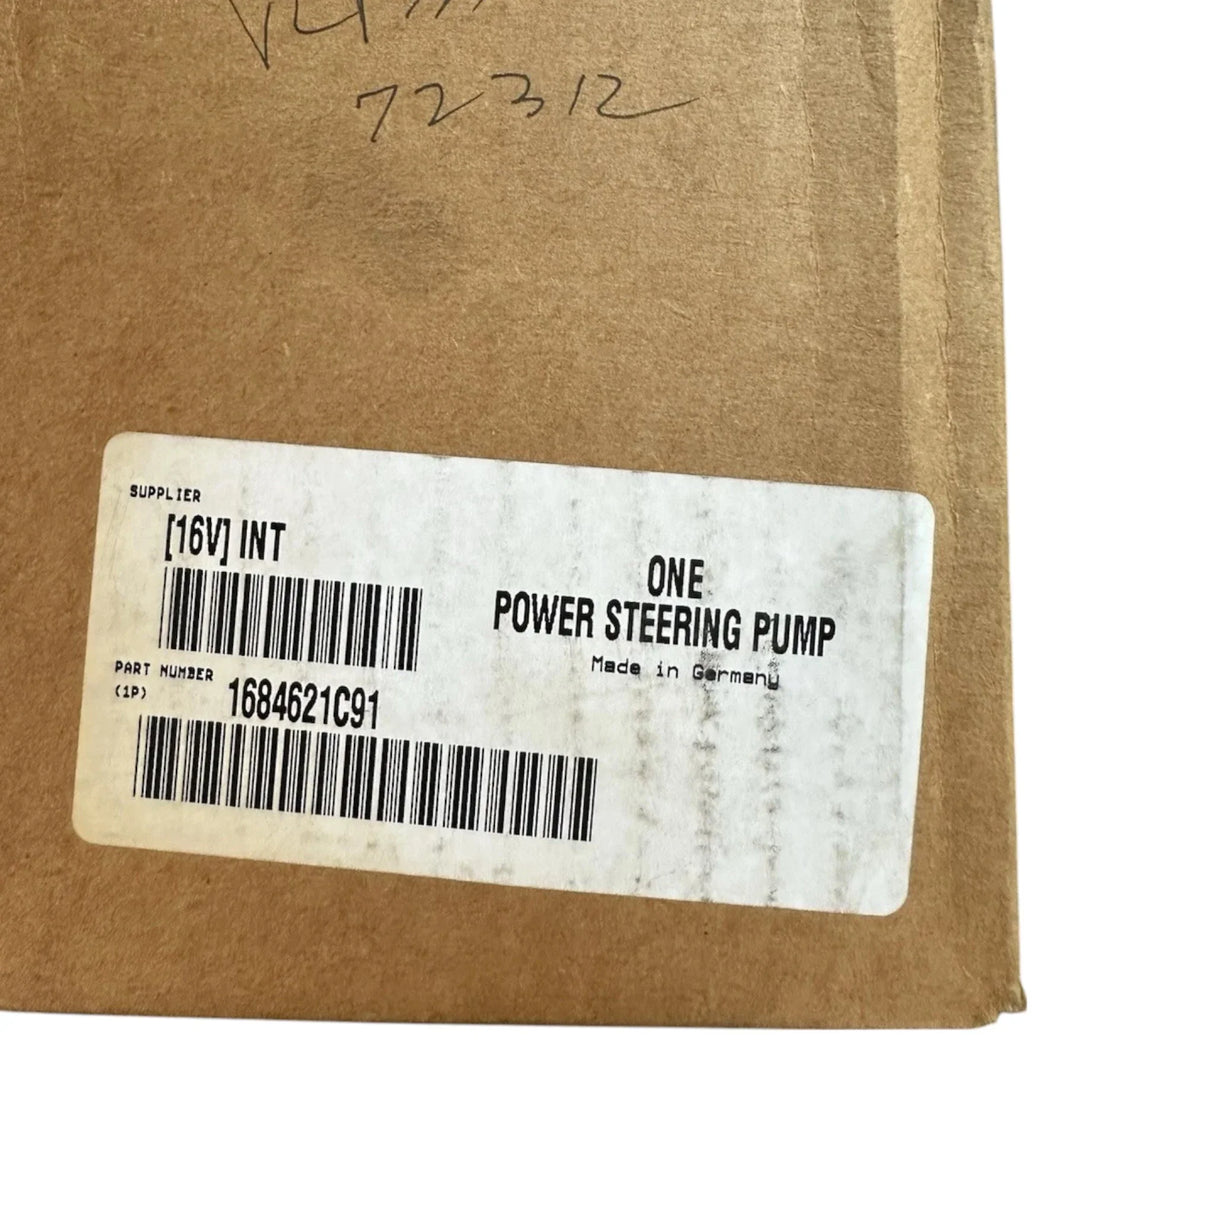 72312
SUPPLIER
[16V] INT
ONE
POWER STEERING PUMP
Made in Germany
PART NUMBER
(1P)
1684621C91